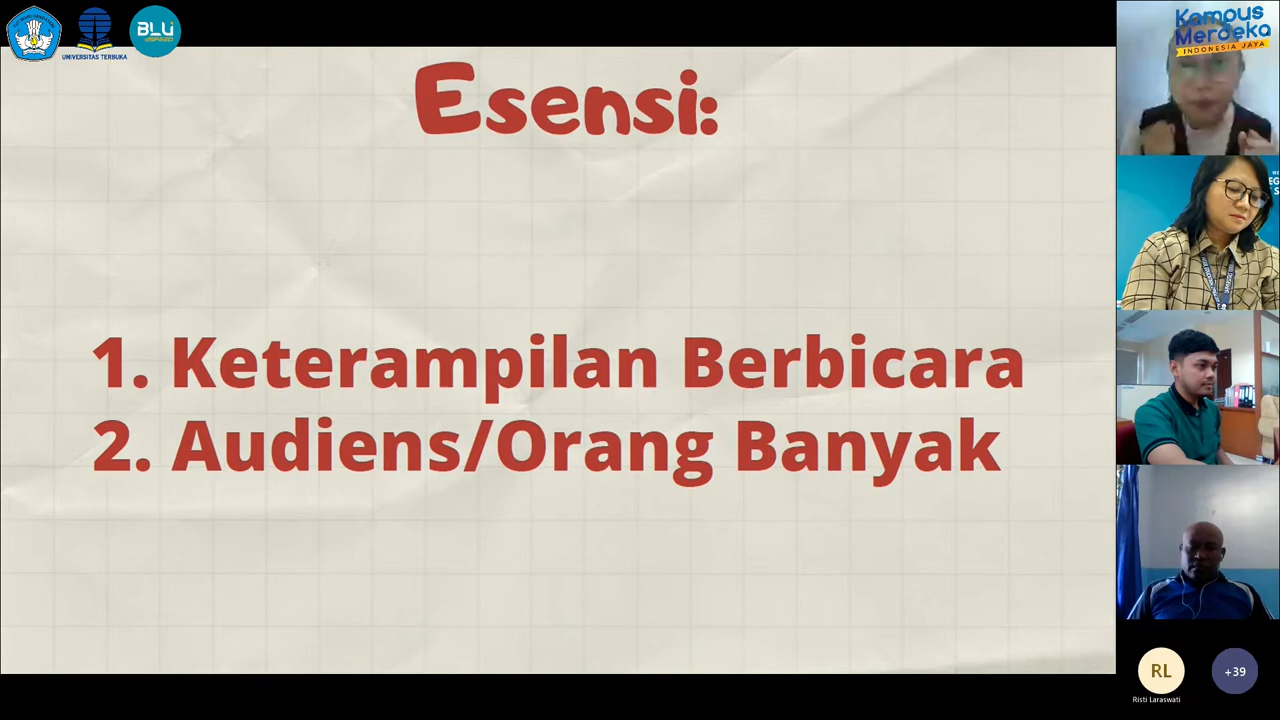 UNIVERSITAS TERBUKA
BLU
SPEED
Kampus
Merdeka
INDONESIA JAYA
Esensi:
1. Keterampilan Berbicara
2. Audiens/Orang Banyak
RL
Risti Laraswati
+39